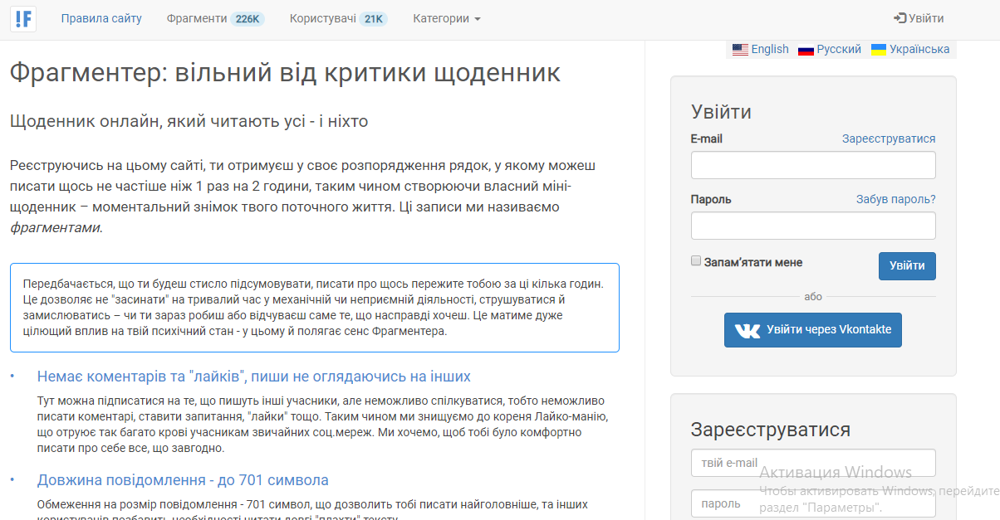 !F Правила сайту Фрагменти 226K Користувачі 21K Категории Увійти
English Русский Українська
Фрагментер: вільний від критики щоденник
Щоденник онлайн, який читають усі - і ніхто
Реєструючись на цьому сайті, ти отримуєш у своє розпорядження рядок, у якому можеш
писати щось не частіше ніж 1 раз на 2 години, таким чином створюючи власний міні-
щоденник – моментальний знімок твого поточного життя. Ці записи ми називаємо
фрагментами.
Передбачається, що ти будеш стисло підсумовувати, писати про щось пережите тобою за ці кілька годин.
Це дозволяє не "засинати" на тривалий час у механічній чи неприємній діяльності, струшуватися й
замислюватись – чи ти зараз робиш або відчуваєш саме те, що насправді хочеш. Це матиме дуже
цілющий вплив на твій психічний стан - у цьому й полягає сенс Фрагментера.
• Немає коментарів та "лайків", пиши не оглядаючись на інших
Тут можна підписатися на те, що пишуть інші учасники, але неможливо спілкуватися, тобто неможливо
писати коментарі, ставити запитання, "лайки" тощо. Таким чином ми знищуємо до кореня Лайко-манію,
що отруює так багато крові учасникам звичайних соц.мереж. Ми хочемо, щоб тобі було комфортно
писати про себе все, що завгодно.
• Довжина повідомлення - до 701 символа
Обмеження на розмір повідомлення - 701 символ, що дозволить тобі писати найголовніше, та інших
користувачів позбавить необхідності читати довгі "плахти" тексту.
Увійти
E-mail Зареєструватися
Пароль Забув пароль?
Запам'ятати мене Увійти
або
Увійти через Vkontakte
Зареєструватися
твій e-mail
пароль
Активация Windows
Чтобы активировать Windows, перейдите
раздел "Параметры".